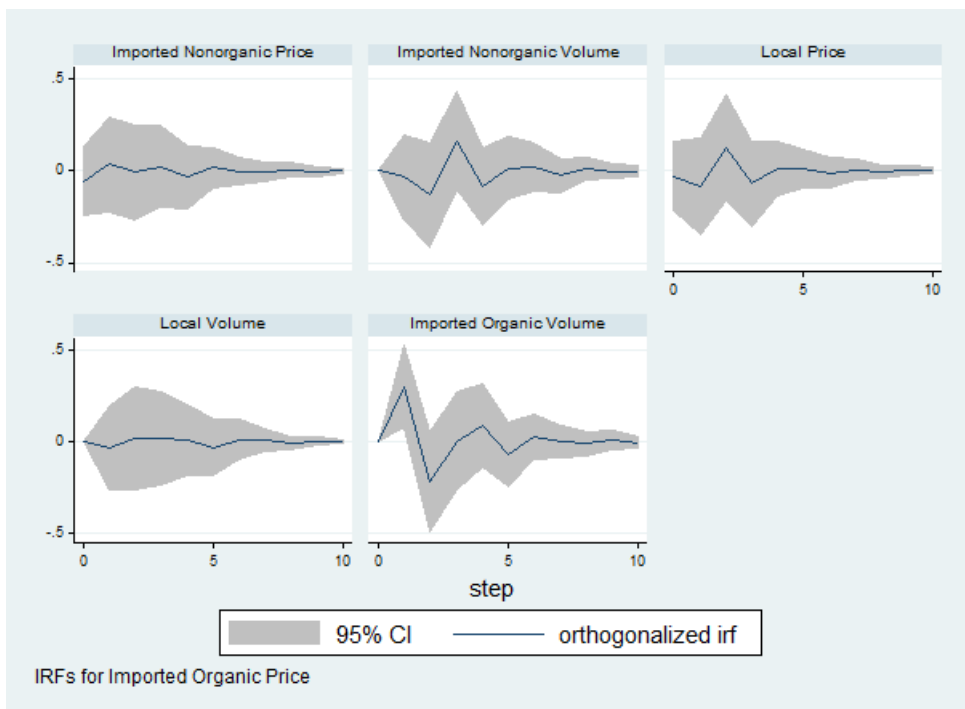 Imported Nonorganic Price
Imported Nonorganic Volume
Local Price
.5
0
-.5
0
5
10
Local Volume
Imported Organic Volume
.5
0
-.5
0
5
10
0
5
10
step
95% CI
orthogonalized irf
IRFs for Imported Organic Price